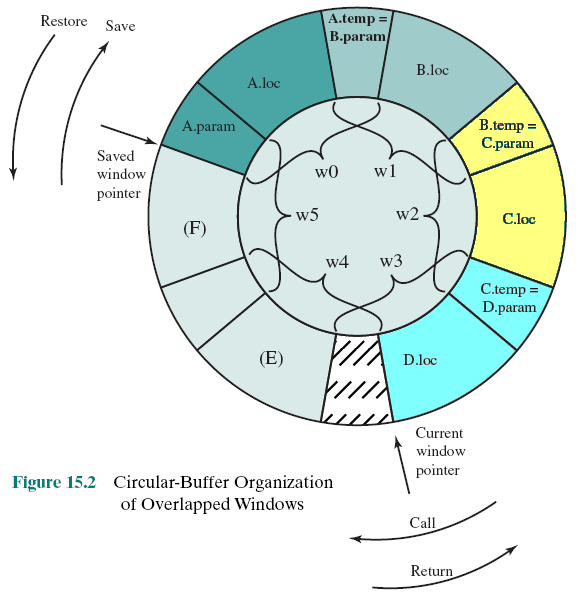 Restore
Save
A.temp =
B.param
A.loc
B.loc
A.param
B.temp =
C.param
Saved
window
pointer
w0
w1
(F)
w5
w2
C.loc
w4
w3
C.temp =
D.param
(E)
D.loc
Current
window
pointer
Figure 15.2 Circular-Buffer Organization
of Overlapped Windows
Call
Return